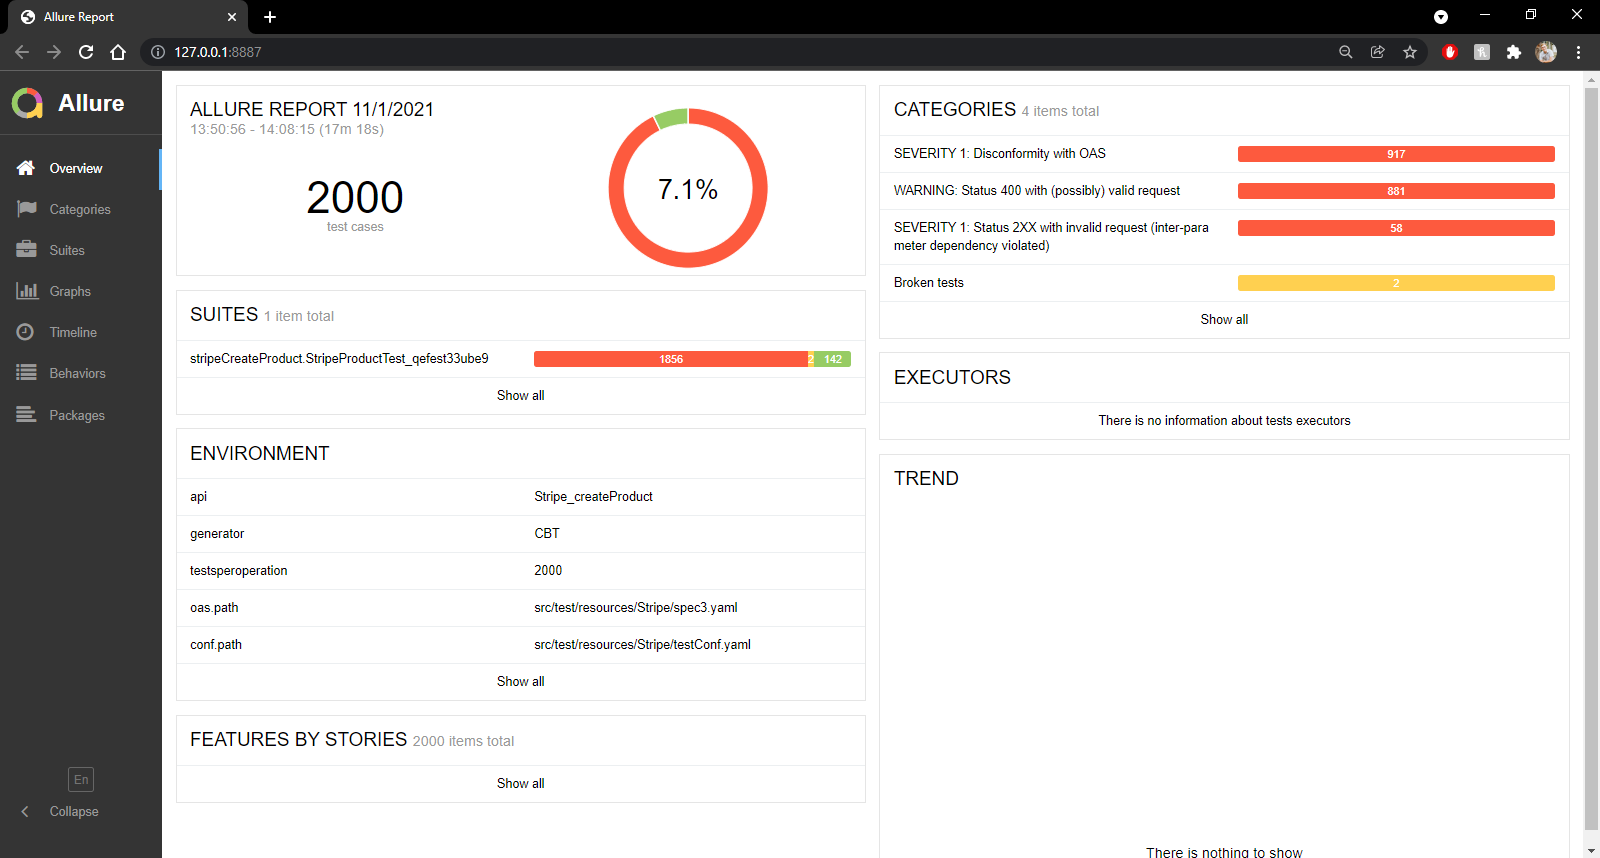 Allure Report
127.0.0.1:8887
Allure
Overview
Categories
Suites
Graphs
Timeline
Behaviors
Packages
En
Collapse
ALLURE REPORT 11/1/2021
13:50:56 - 14:08:15 (17m 18s)
2000
test cases
7.1%
SUITES 1 item total
stripeCreateProduct.StripeProductTest_qefest33ube9 1856 2 142
Show all
ENVIRONMENT
api Stripe_createProduct
generator CBT
testsperoperation 2000
oas.path src/test/resources/Stripe/spec3.yaml
conf.path src/test/resources/Stripe/testConf.yaml
Show all
FEATURES BY STORIES 2000 items total
Show all
CATEGORIES 4 items total
SEVERITY 1: Disconformity with OAS 917
WARNING: Status 400 with (possibly) valid request 881
SEVERITY 1: Status 2XX with invalid request (inter-para 58
meter dependency violated)
Broken tests 2
Show all
EXECUTORS
There is no information about tests executors
TREND
There is nothing to show